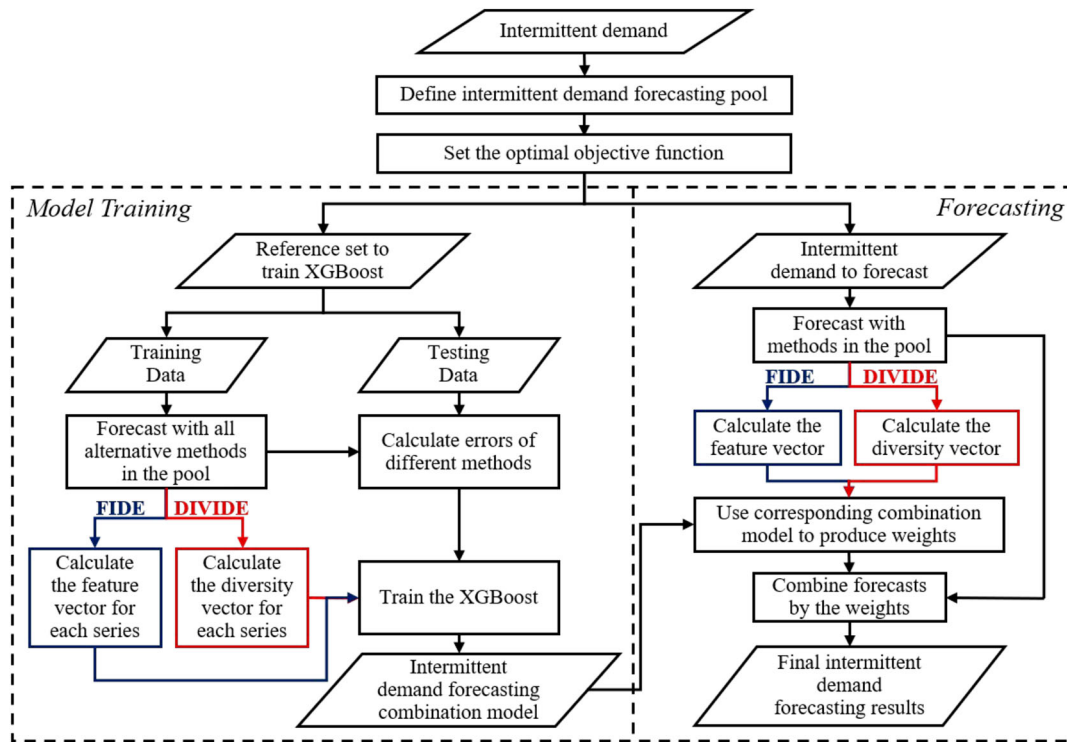 Intermittent demand
Define intermittent demand forecasting pool
Set the optimal objective function
Model Training
Reference set to
train XGBoost
Training
Data
Testing
Data
Forecast with all
alternative methods
in the pool
Calculate errors of
different methods
FIDE
DIVIDE
Calculate
the feature
vector for
each series
Calculate
the diversity
vector for
each series
Train the XGBoost
Intermittent
demand forecasting
combination model
Forecasting
Intermittent
demand to forecast
Forecast with
methods in the pool
FIDE
DIVIDE
Calculate the
feature vector
Calculate the
diversity vector
Use corresponding combination
model to produce weights
Combine forecasts
by the weights
Final intermittent
demand
forecasting results